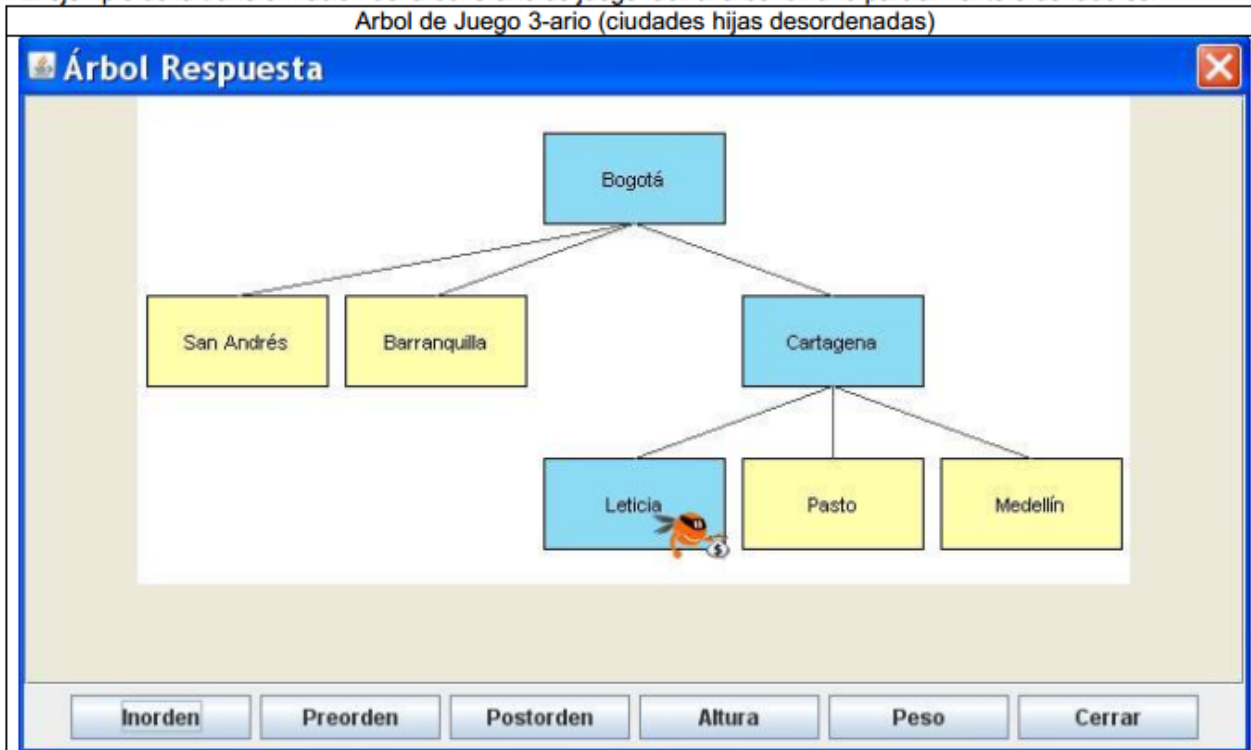 Arbol de Juego 3-ario (ciudades hijas desordenadas)
Árbol Respuesta
Bogotá
San Andrés Barranquilla Cartagena
Leticia Pasto Medellín
$
Inorden Preorden Postorden Altura Peso Cerrar